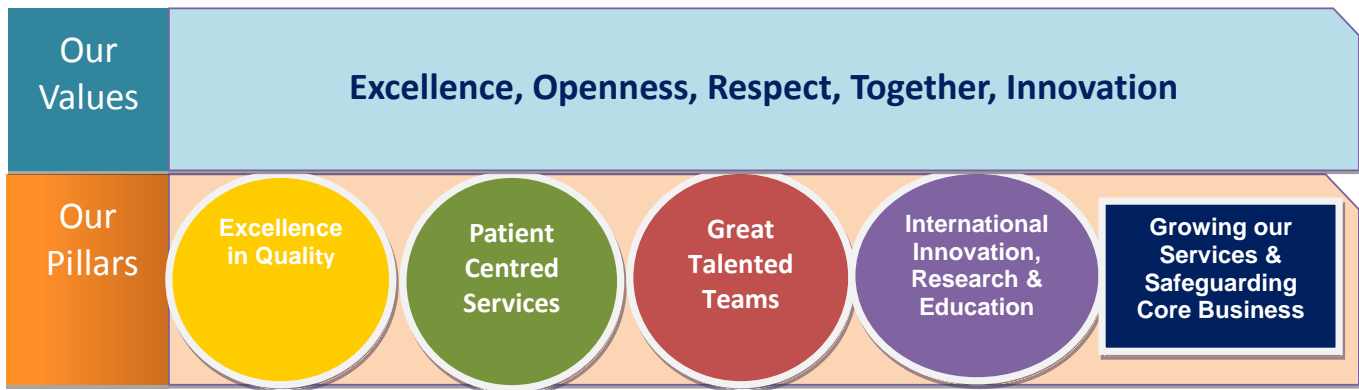 Our
Values
Excellence, Openness, Respect, Together, Innovation
Our
Pillars
Excellence
in Quality
Patient
Centred
Services
Great
Talented
Teams
International
Innovation,
Research &
Education
Growing our
Services &
Safeguarding
Core Business